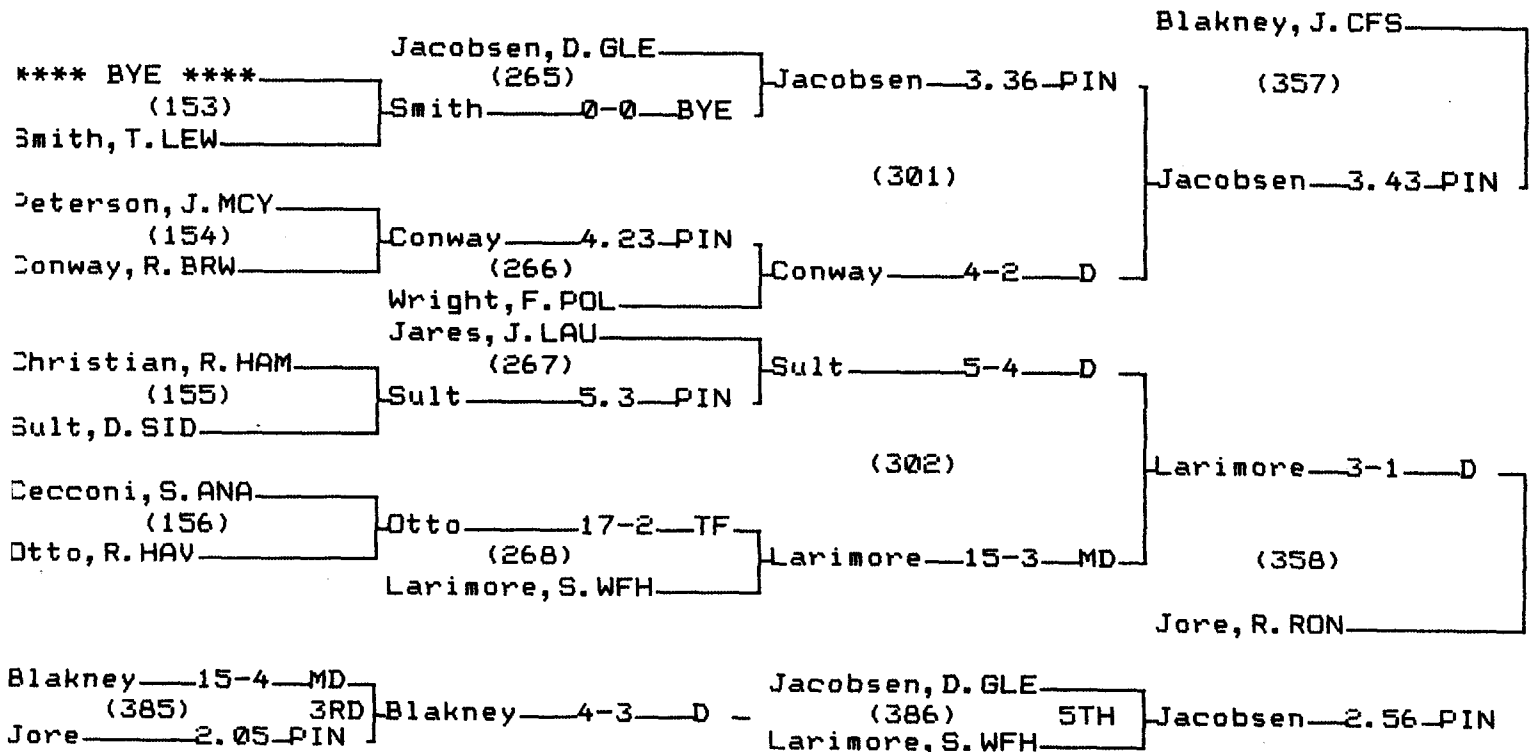 Blakney, J.CFS
Jacobsen, D.GLE
**** BYE ****
(265)
Jacobsen 3.36 PIN
(357)
(153)
Smith 0-0 BYE
Smith, T.LEW
(301)
Jacobsen 3.43 PIN
Peterson, J.MCY
(154)
Conway 4.23 PIN
Conway, R.BRW
(266)
Conway 4-2 D
Wright, F.POL
Jares, J.LAU
Christian, R.HAM
(267)
Sult 5-4 D
(155)
Sult 5.3 PIN
Sult, D.SID
(302)
Larimore 3-1 D
Cecconi, S.ANA
(156)
Otto 17-2 TF
Otto, R.HAV
(268)
Larimore 15-3 MD
(358)
Larimore, S.WFH
Jore, R.RON
Blakney 15-4 MD
(385) 3RD
Jore 2.05 PIN
Blakney 4-3 D
Jacobsen, D.GLE
(386) 5TH
Larimore, S.WFH
Jacobsen 2.56 PIN